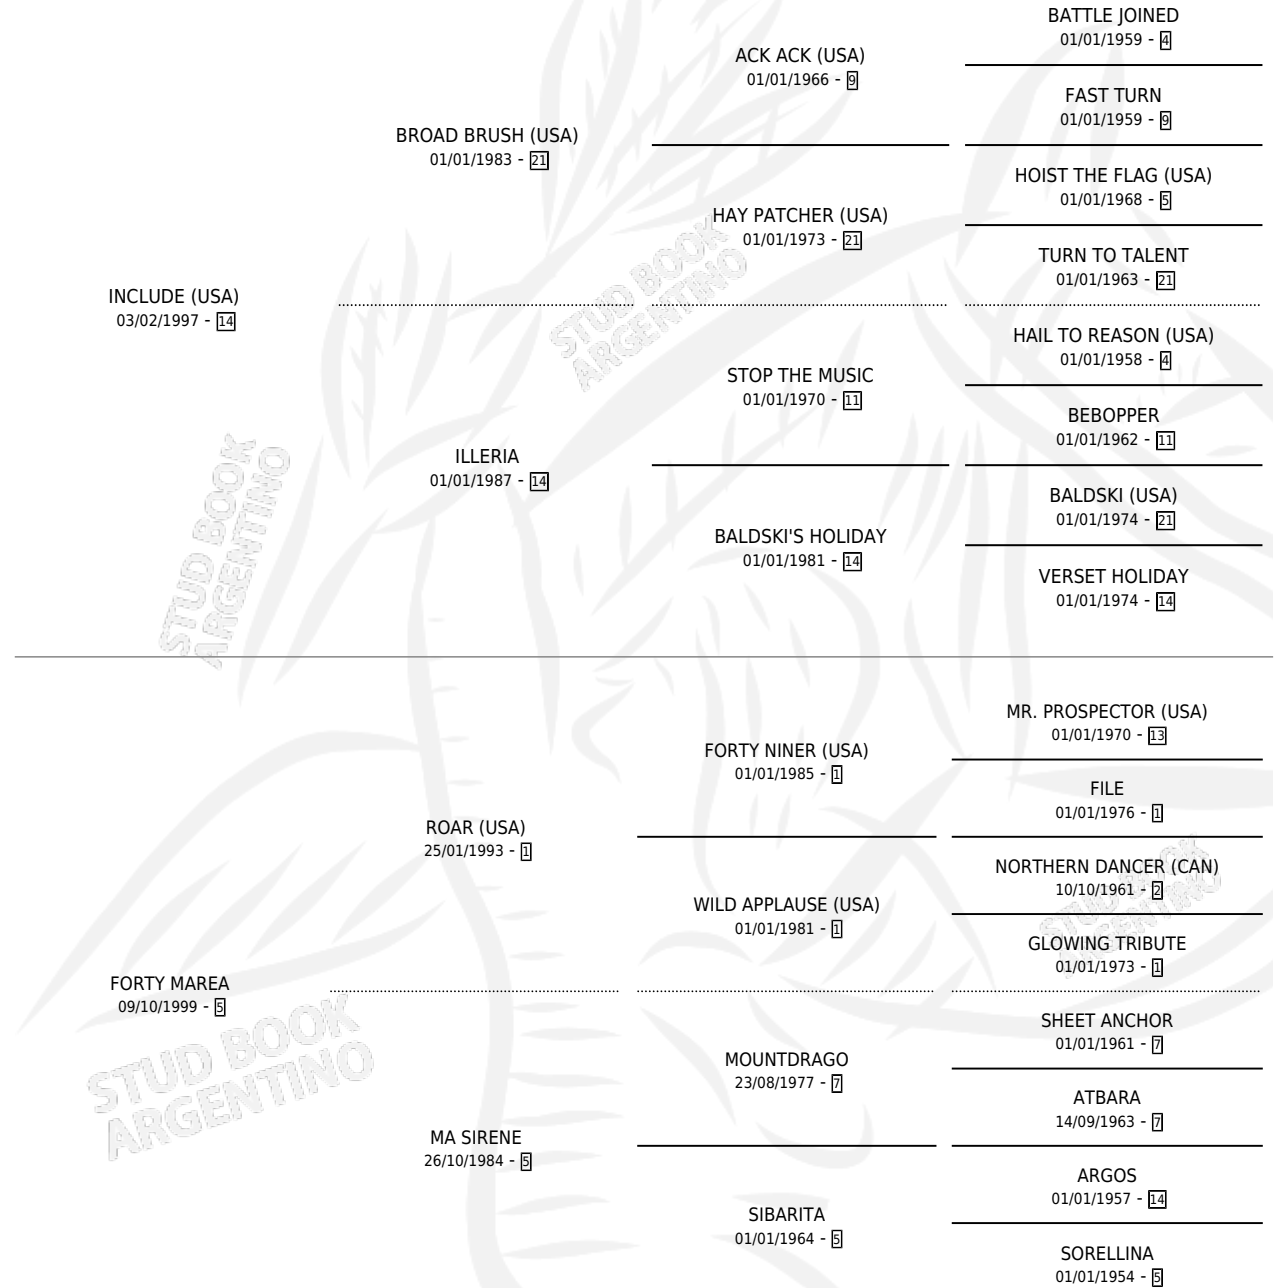 BATTLE JOINED
01/01/1959 - 4
ACK ACK (USA)
01/01/1966 - 9
FAST TURN
01/01/1959 - 9
BROAD BRUSH (USA)
01/01/1983 - 21
HOIST THE FLAG (USA)
01/01/1968 - 5
HAY PATCHER (USA)
01/01/1973 - 21
TURN TO TALENT
01/01/1963 - 21
INCLUDE (USA)
03/02/1997 - 14
HAIL TO REASON (USA)
01/01/1958 - 4
STOP THE MUSIC
01/01/1970 - 11
BEBOPPER
01/01/1962 - 11
ILLERIA
01/01/1987 - 14
BALDSKI (USA)
01/01/1974 - 21
BALDSKI'S HOLIDAY
01/01/1981 - 14
VERSET HOLIDAY
01/01/1974 - 14
MR. PROSPECTOR (USA)
01/01/1970 - 13
FORTY NINER (USA)
01/01/1985 - 1
FILE
01/01/1976 - 1
ROAR (USA)
25/01/1993 - 1
NORTHERN DANCER (CAN)
10/10/1961 - 2
WILD APPLAUSE (USA)
01/01/1981 - 1
GLOWING TRIBUTE
01/01/1973 - 1
FORTY MAREA
09/10/1999 - 5
SHEET ANCHOR
01/01/1961 - 7
MOUNTDRAGO
23/08/1977 - 7
ATBARA
14/09/1963 - 7
MA SIRENE
26/10/1984 - 5
ARGOS
01/01/1957 - 14
SIBARITA
01/01/1964 - 5
SORELLINA
01/01/1954 - 5
STUD BOOK
ARGENTINO
STUD BOOK
ARGENTINO
STUD BOOK
ARGENTINO
STUD BOOK
ARGENTINO